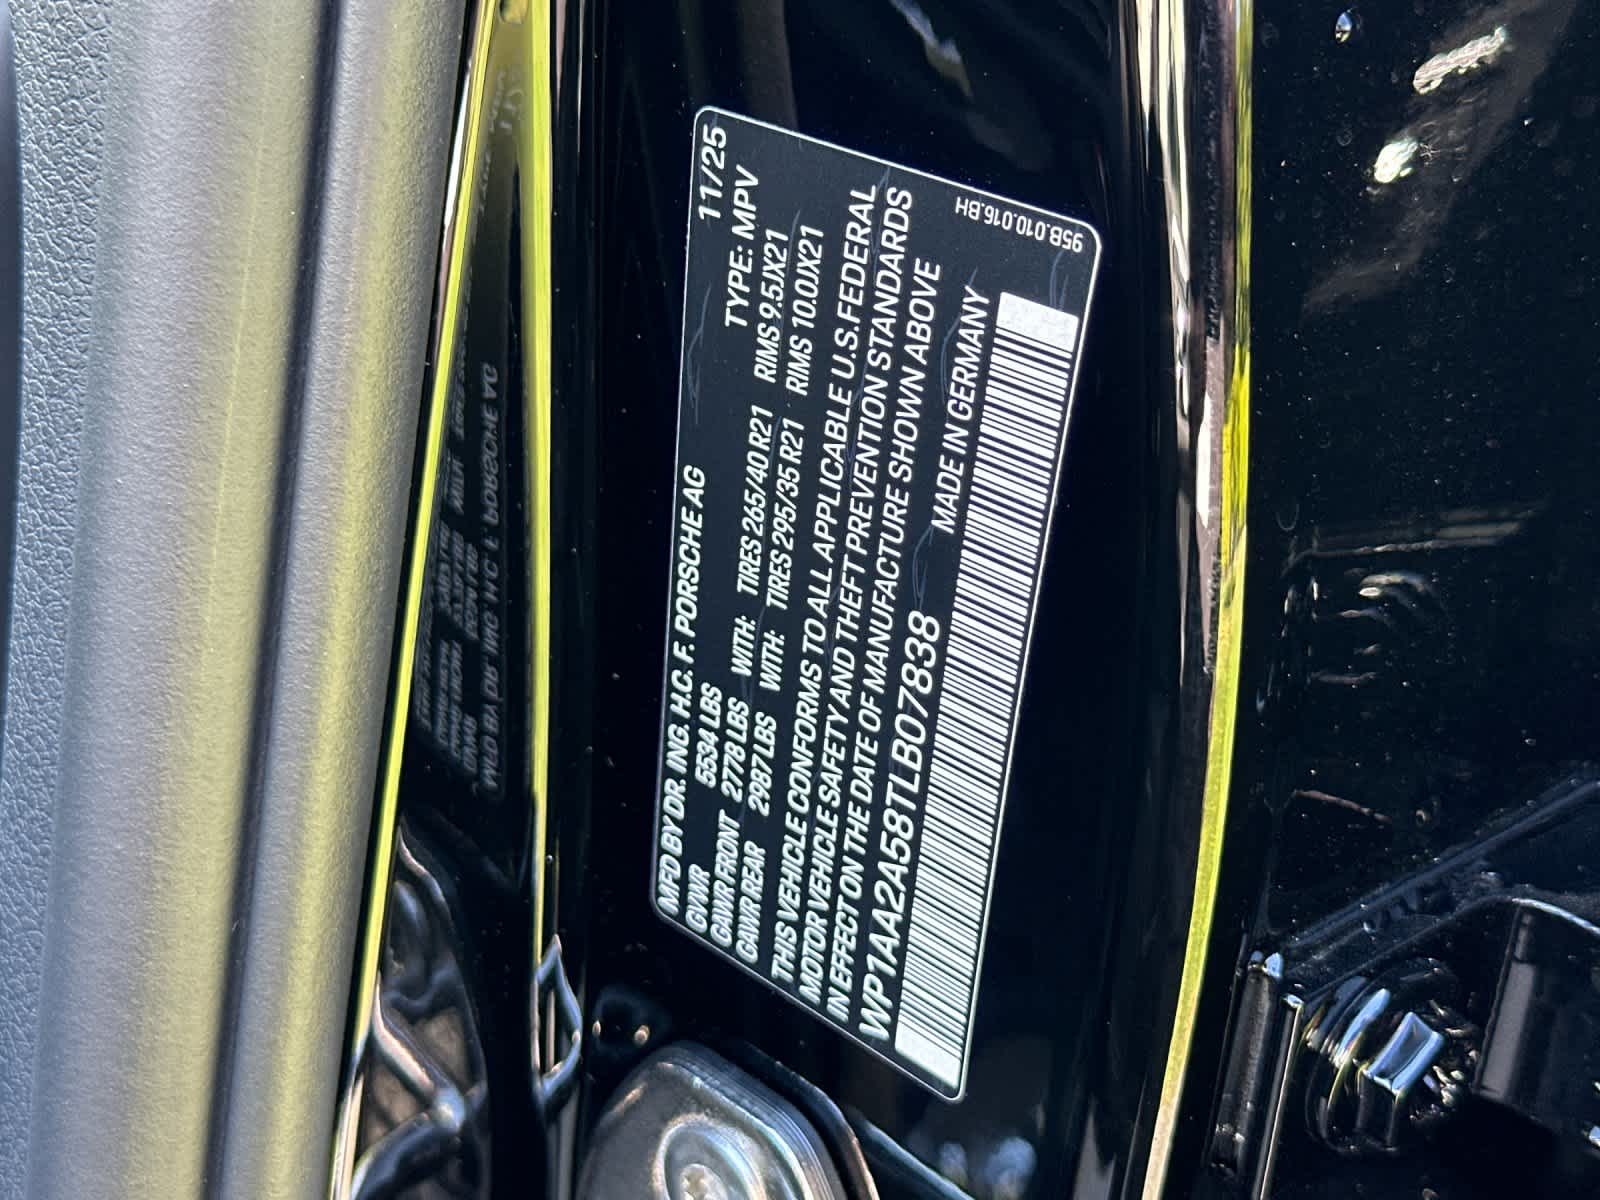 MFD BY DR. ING. H.C. F. PORSCHE AG 11/25
GVWR 5534 LBS TYPE: MPV
GAWR FRONT 2778 LBS WITH: TIRES 265/40 R21 RIMS 9.5JX21
GAWR REAR 2987 LBS WITH: TIRES 295/35 R21 RIMS 10.0JX21
THIS VEHICLE CONFORMS TO ALL APPLICABLE U.S.FEDERAL
MOTOR VEHICLE SAFETY AND THEFT PREVENTION STANDARDS
IN EFFECT ON THE DATE OF MANUFACTURE SHOWN ABOVE
WP1AA2A58TLB07838 MADE IN GERMANY
95B.010.016.BH